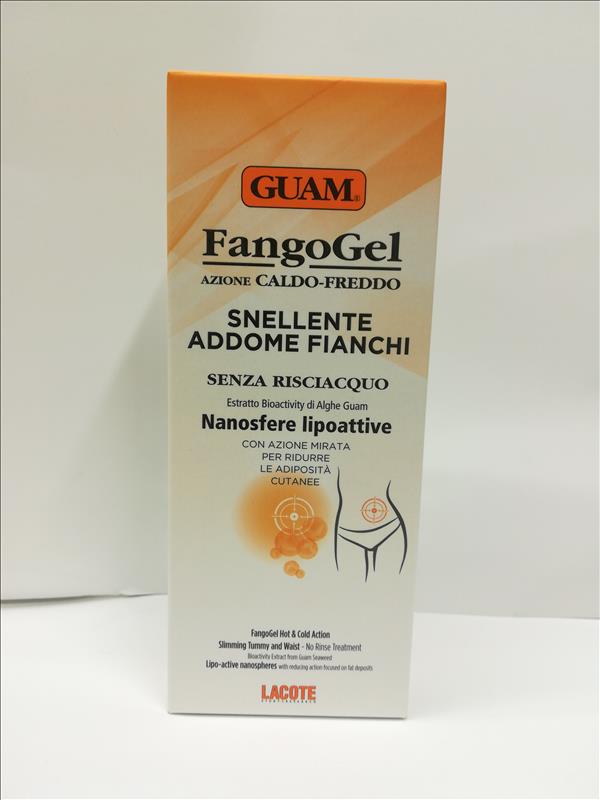 GUAM®
FangoGel
AZIONE CALDO-FREDDO
SNELLENTE
ADDOME FIANCHI
SENZA RISCIACQUO
Estratto Bioactivity di Alghe Guam
Nanosfere lipoattive
CON AZIONE MIRATA
PER RIDURRE
LE ADIPOSITÀ
CUTANEE
FangoGel Hot & Cold Action
Slimming Tummy and Waist - No Rinse Treatment
Bioactivity Extract from Guam Seaweed
Lipo-active nanospheres with reducing action focused on fat deposits
LACOTE